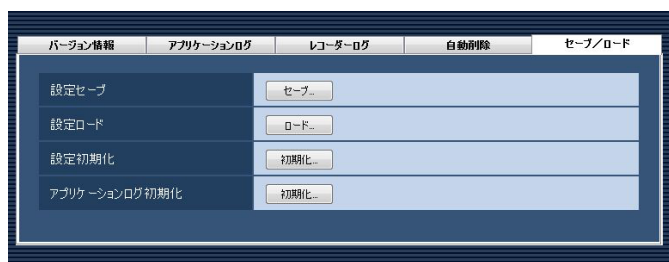 バージョン情報 アプリケーションログ レコーダーログ 自動削除 セーブ／ロード
設定セーブ セーブ...
設定ロード ロード...
設定初期化 初期化...
アプリケーションログ初期化 初期化...